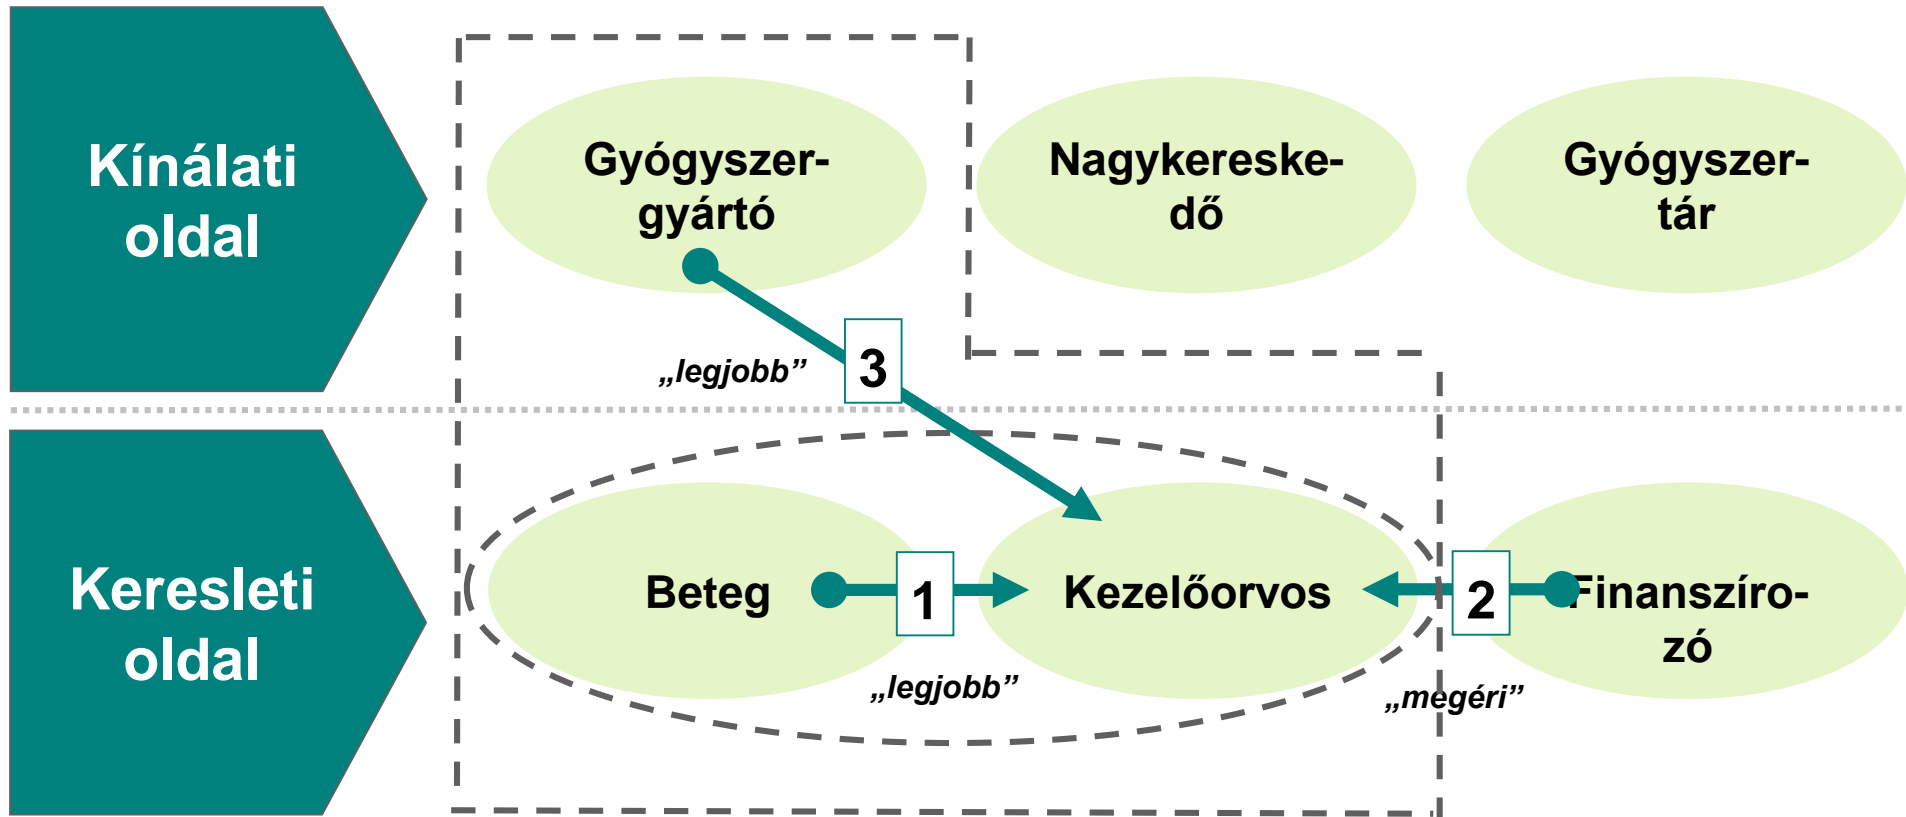 Kínálati
oldal
Gyógyszer-
gyártó
Nagykereske-
dő
Gyógyszer-
tár
„legjobb”
3
Keresleti
oldal
Beteg
1
Kezelőorvos
2
Finanszíro-
zó
„legjobb”
„megéri”